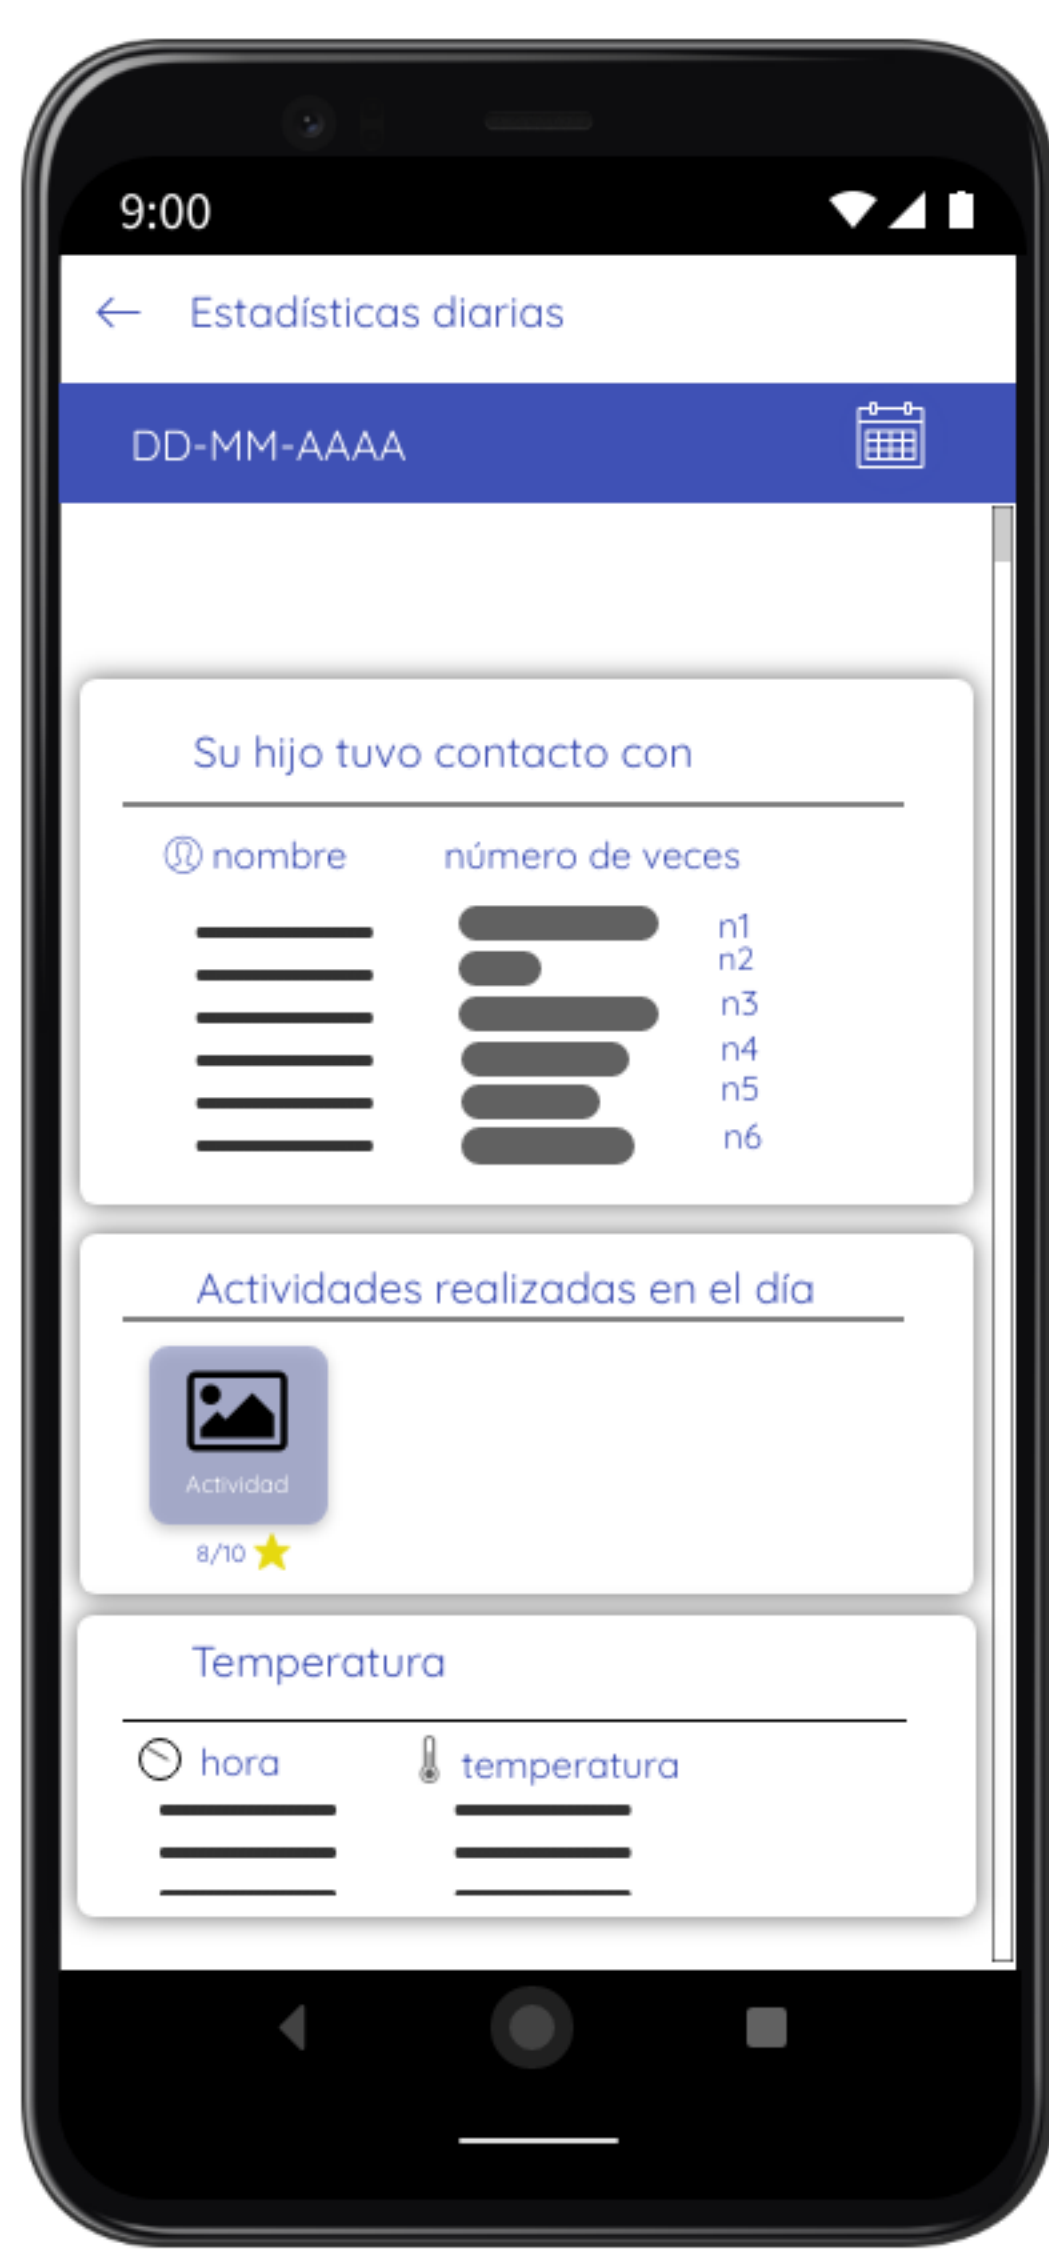 9:00
Estadísticas diarias
DD-MM-AAAA
Su hijo tuvo contacto con
nombre número de veces
n1
n2
n3
n4
n5
n6
Actividades realizadas en el día
Actividad
8/10
Temperatura
hora temperatura